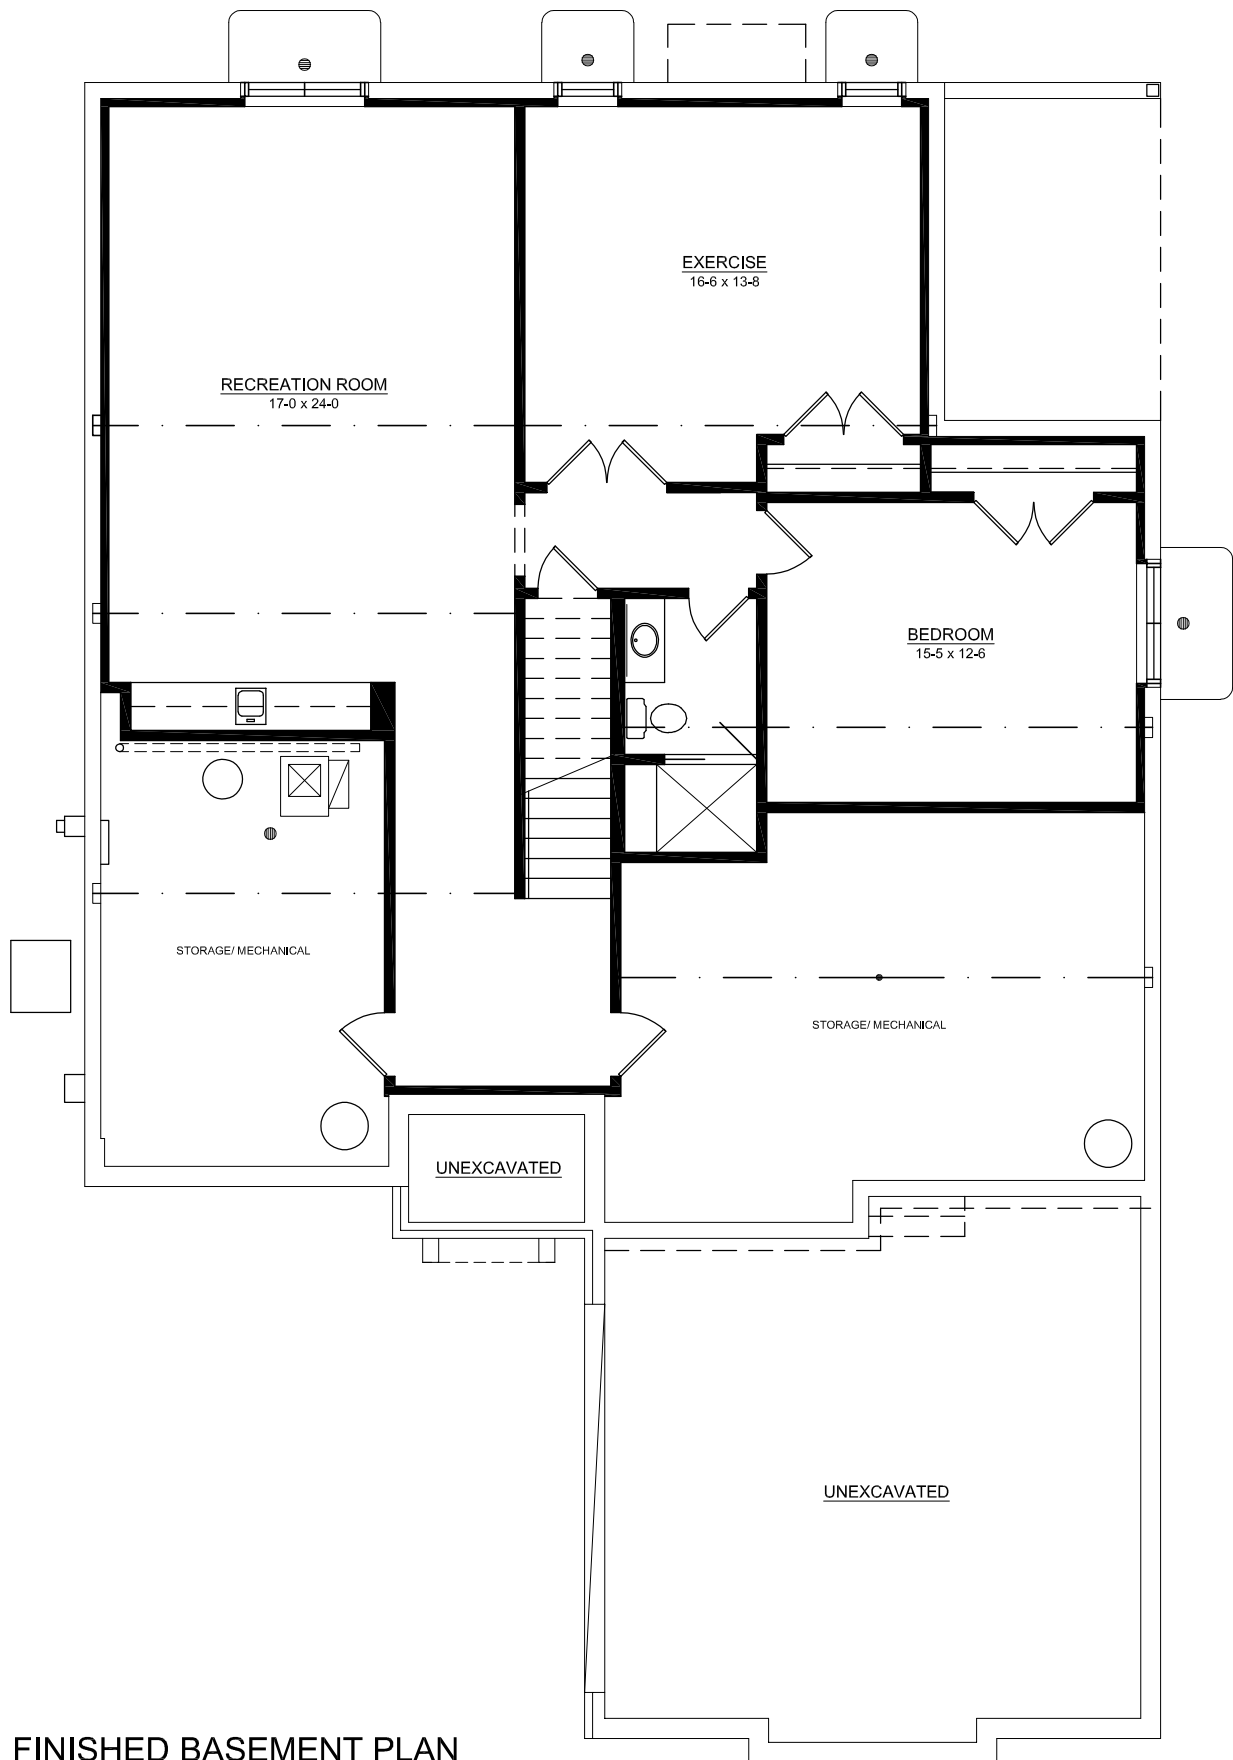 EXERCISE
16-6 x 13-8
RECREATION ROOM
17-0 x 24-0
BEDROOM
15-5 x 12-6
STORAGE/ MECHANICAL
STORAGE/ MECHANICAL
UNEXCAVATED
UNEXCAVATED
FINISHED BASEMENT PLAN